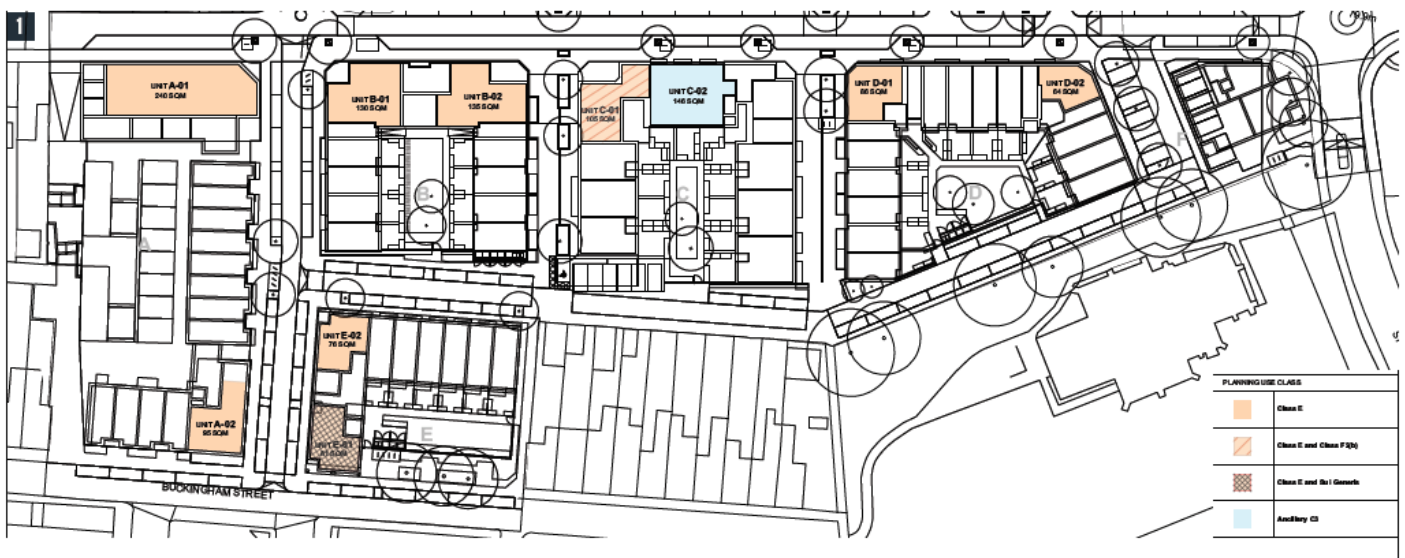 1
UNIT A-01
240 SQM
UNIT B-01
130 SQM
UNIT B-02
135 SQM
UNIT C-01
105 SQM
UNIT C-02
146 SQM
UNIT D-01
86 SQM
UNIT D-02
64 SQM
A
B
C
D
F
UNIT E-02
76 SQM
UNIT A-02
95 SQM
UNIT E-01
E
BUCKINGHAM STREET
PLANNING USE CLASS
Class E
Class E and Class F2(b)
Class E and Sui Generis
Ancillary C3